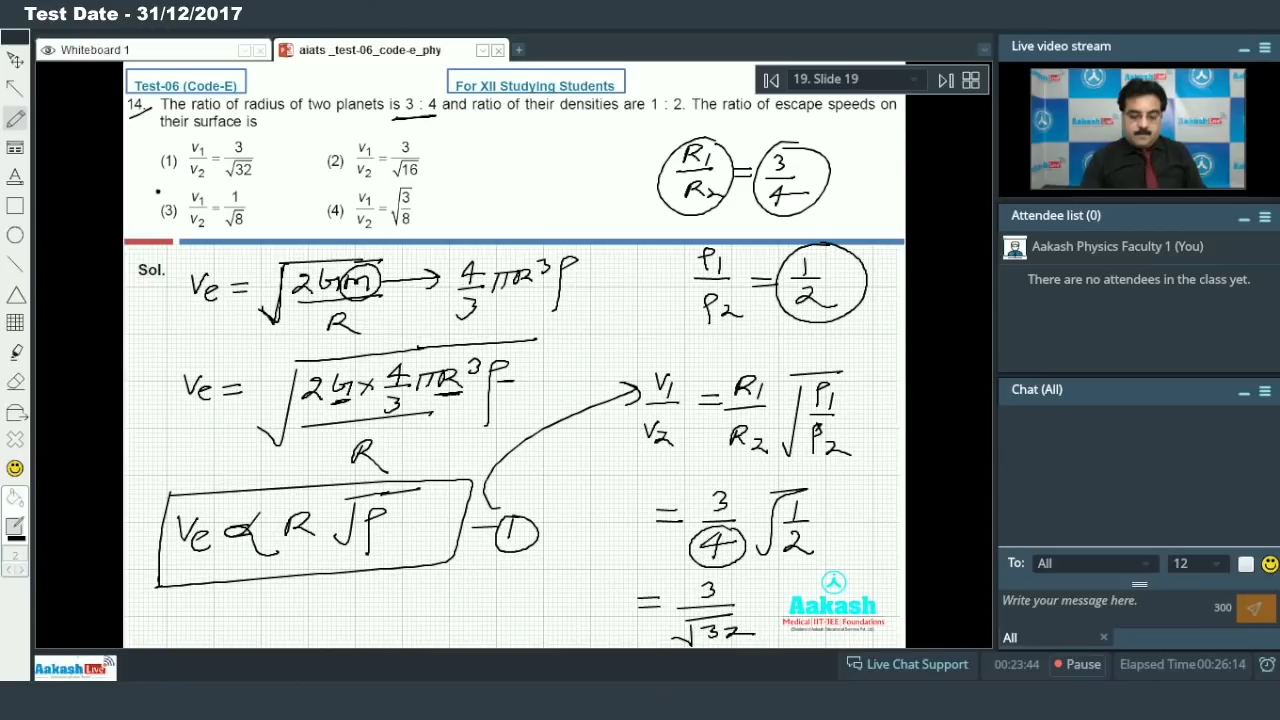 Test Date - 31/12/2017
Whiteboard 1
aiats _test-06_code-e_phy
Live video stream
Test-06 (Code-E)
For XII Studying Students
19. Slide 19
14. The ratio of radius of two planets is 3 : 4 and ratio of their densities are 1 : 2. The ratio of escape speeds on
their surface is
(1) v₁/v₂ = 3/√32
(2) v₁/v₂ = 3/√16
(3) v₁/v₂ = 1/√8
(4) v₁/v₂ = √(3/8)
R₁/R₂ = 3/4
Sol.
Ve = √(2Gm/R) → 4/3 πR³ρ
ρ₁/ρ₂ = 1/2
Ve = √(2G × 4/3 πR³ρ/R)
V₁/V₂ = R₁/R₂ √(ρ₁/ρ₂)
Ve ∝ R √ρ – 1
= 3/4 √(1/2)
= 3/√32
Aakash
Medical|IIT-JEE|Foundations
Aakash Live
Attendee list (0)
Aakash Physics Faculty 1 (You)
There are no attendees in the class yet.
Chat (All)
To: All 12
Write your message here.
300
All
2
AakashLive
Live Chat Support
00:23:44
Pause
Elapsed Time 00:26:14